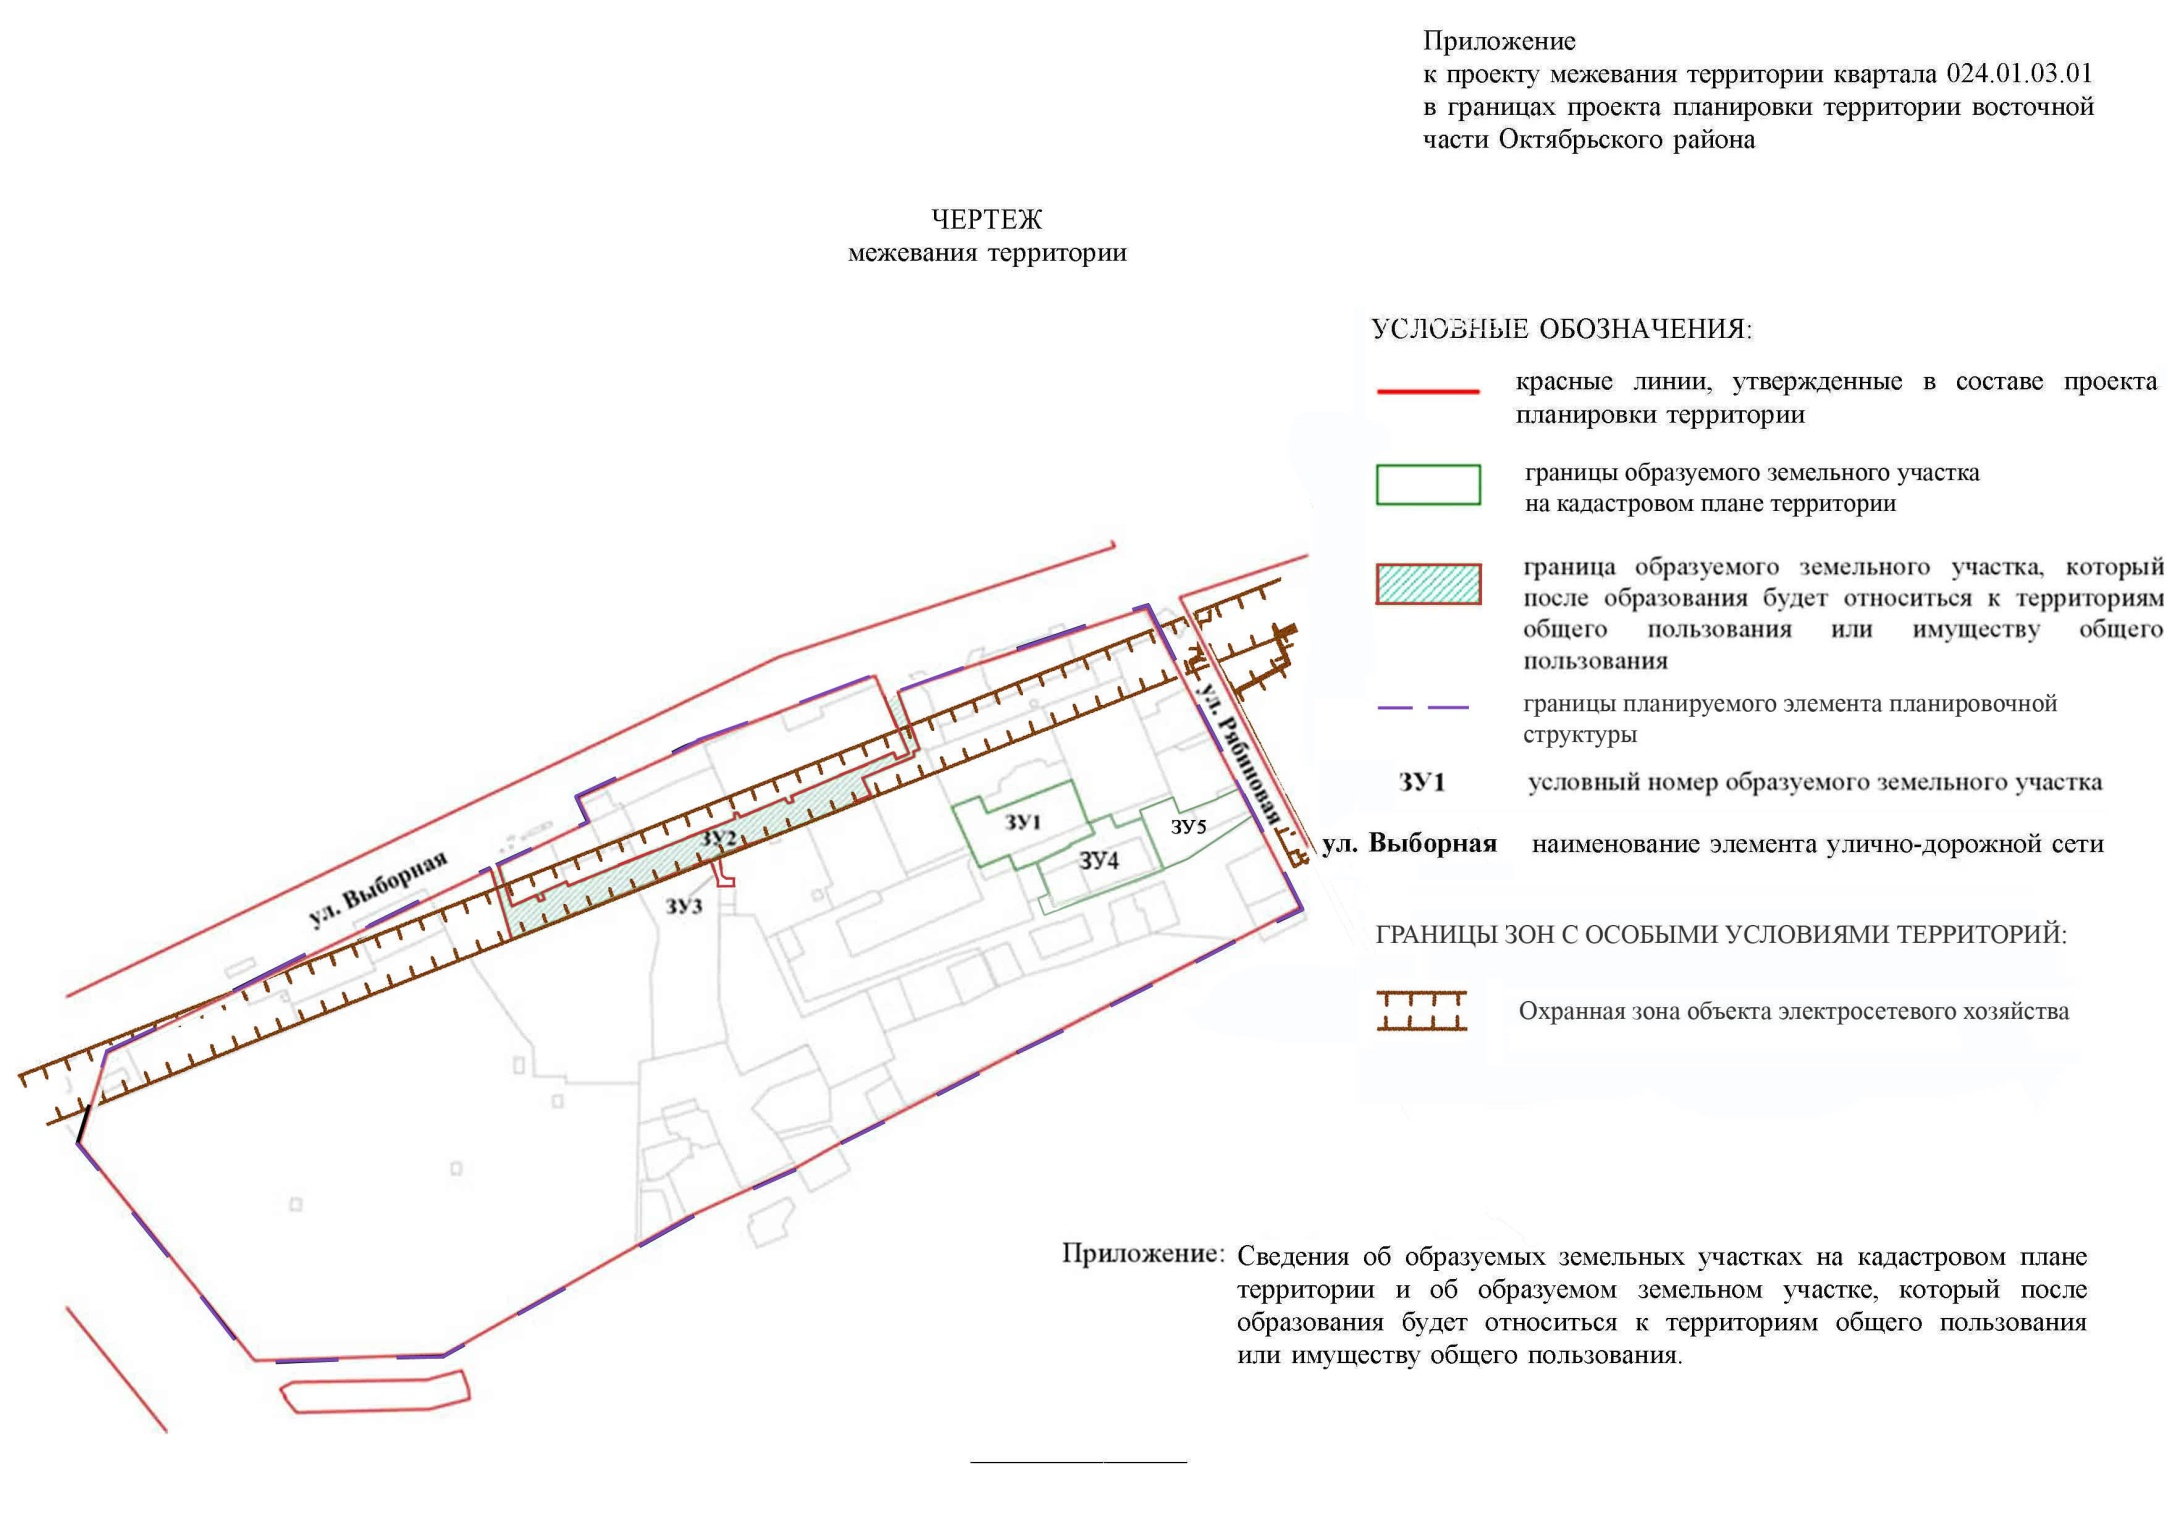 Приложение
к проекту межевания территории квартала 024.01.03.01
в границах проекта планировки территории восточной
части Октябрьского района
ЧЕРТЕЖ
межевания территории
УСЛОВНЫЕ ОБОЗНАЧЕНИЯ:
красные линии, утвержденные в составе проекта
планировки территории
границы образуемого земельного участка
на кадастровом плане территории
граница образуемого земельного участка, который
после образования будет относиться к территориям
общего пользования или имуществу общего
пользования
границы планируемого элемента планировочной
структуры
ЗУ1 условный номер образуемого земельного участка
ул. Выборная наименование элемента улично-дорожной сети
ГРАНИЦЫ ЗОН С ОСОБЫМИ УСЛОВИЯМИ ТЕРРИТОРИЙ:
Охранная зона объекта электросетевого хозяйства
ул. Выборная
ул. Рябиновая
ЗУ1
ЗУ2
ЗУ3
ЗУ4
ЗУ5
Приложение: Сведения об образуемых земельных участках на кадастровом плане
территории и об образуемом земельном участке, который после
образования будет относиться к территориям общего пользования
или имуществу общего пользования.